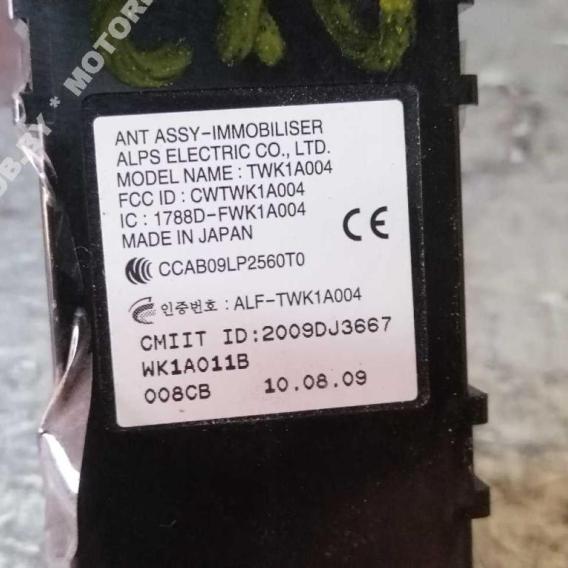 ANT ASSY-IMMOBILISER
ALPS ELECTRIC CO., LTD.
MODEL NAME : TWK1A004
FCC ID : CWTWK1A004
IC : 1788D-FWK1A004
MADE IN JAPAN
CE
CCAB09LP2560T0
인증번호 : ALF-TWK1A004
CMIIT ID:2009DJ3667
WK1A011B
008CB 10.08.09